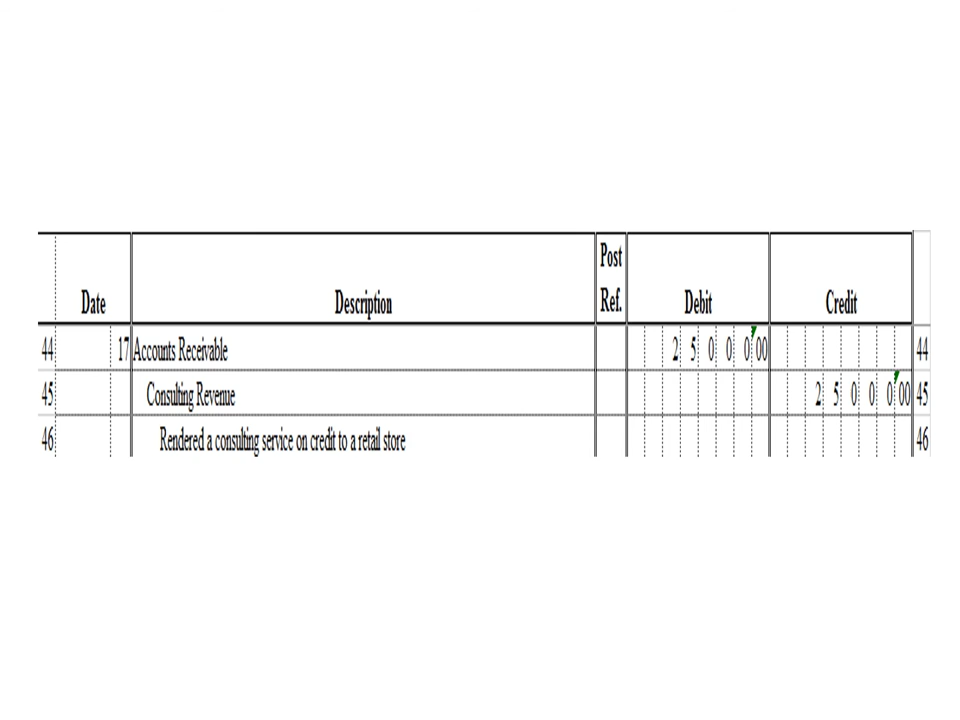 Post
Date Description Ref. Debit Credit
44 17 Accounts Receivable 2 5 0 0 0 00 44
45 Consulting Revenue 2 5 0 0 0 00 45
46 Rendered a consulting service on credit to a retail store 46